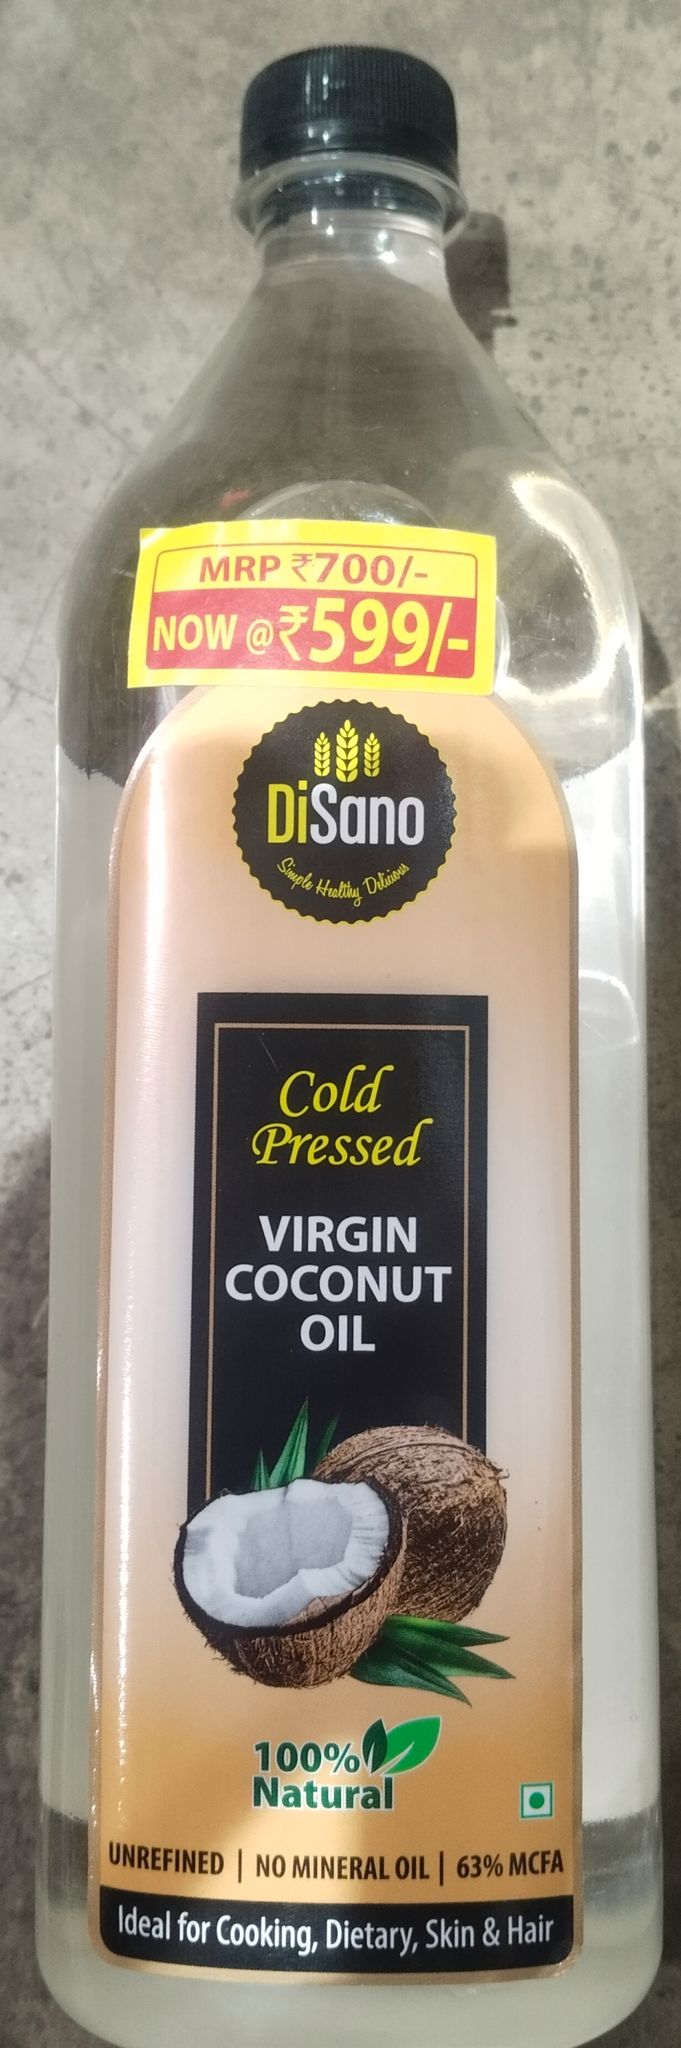 MRP ₹700/-
NOW @ ₹599/-
DiSano
Simple Healthy Delicious
Cold
Pressed
VIRGIN
COCONUT
OIL
100%
Natural
UNREFINED | NO MINERAL OIL | 63% MCFA
Ideal for Cooking, Dietary, Skin & Hair